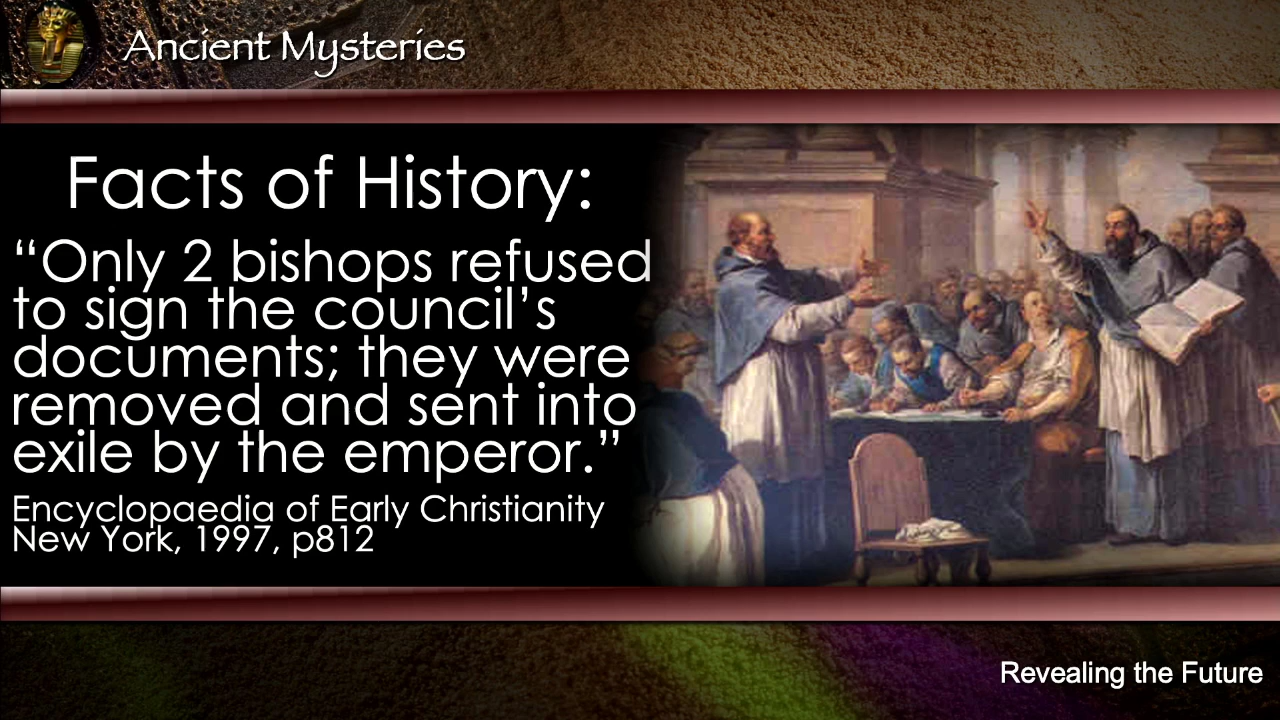 Ancient Mysteries
Facts of History:
“Only 2 bishops refused
to sign the council’s
documents; they were
removed and sent into
exile by the emperor.”
Encyclopaedia of Early Christianity
New York, 1997, p812
Revealing the Future